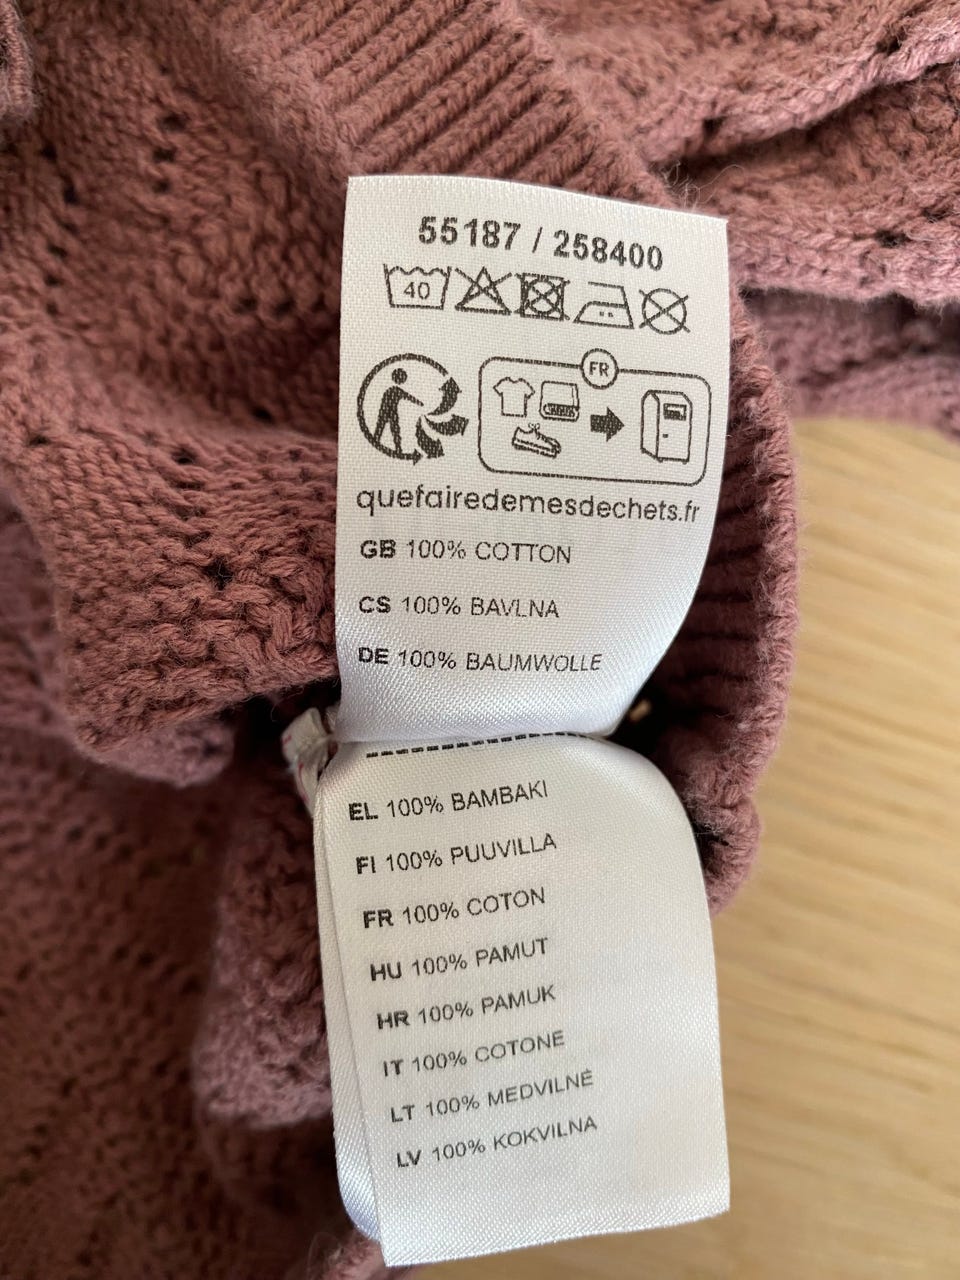 55187 / 258400
40
FR
quefairedemesdechets.fr
GB 100% COTTON
CS 100% BAVLNA
DE 100% BAUMWOLLE
EL 100% BAMBAKI
FI 100% PUUVILLA
FR 100% COTON
HU 100% PAMUT
HR 100% PAMUK
IT 100% COTONE
LT 100% MEDVILNĖ
LV 100% KOKVILNA